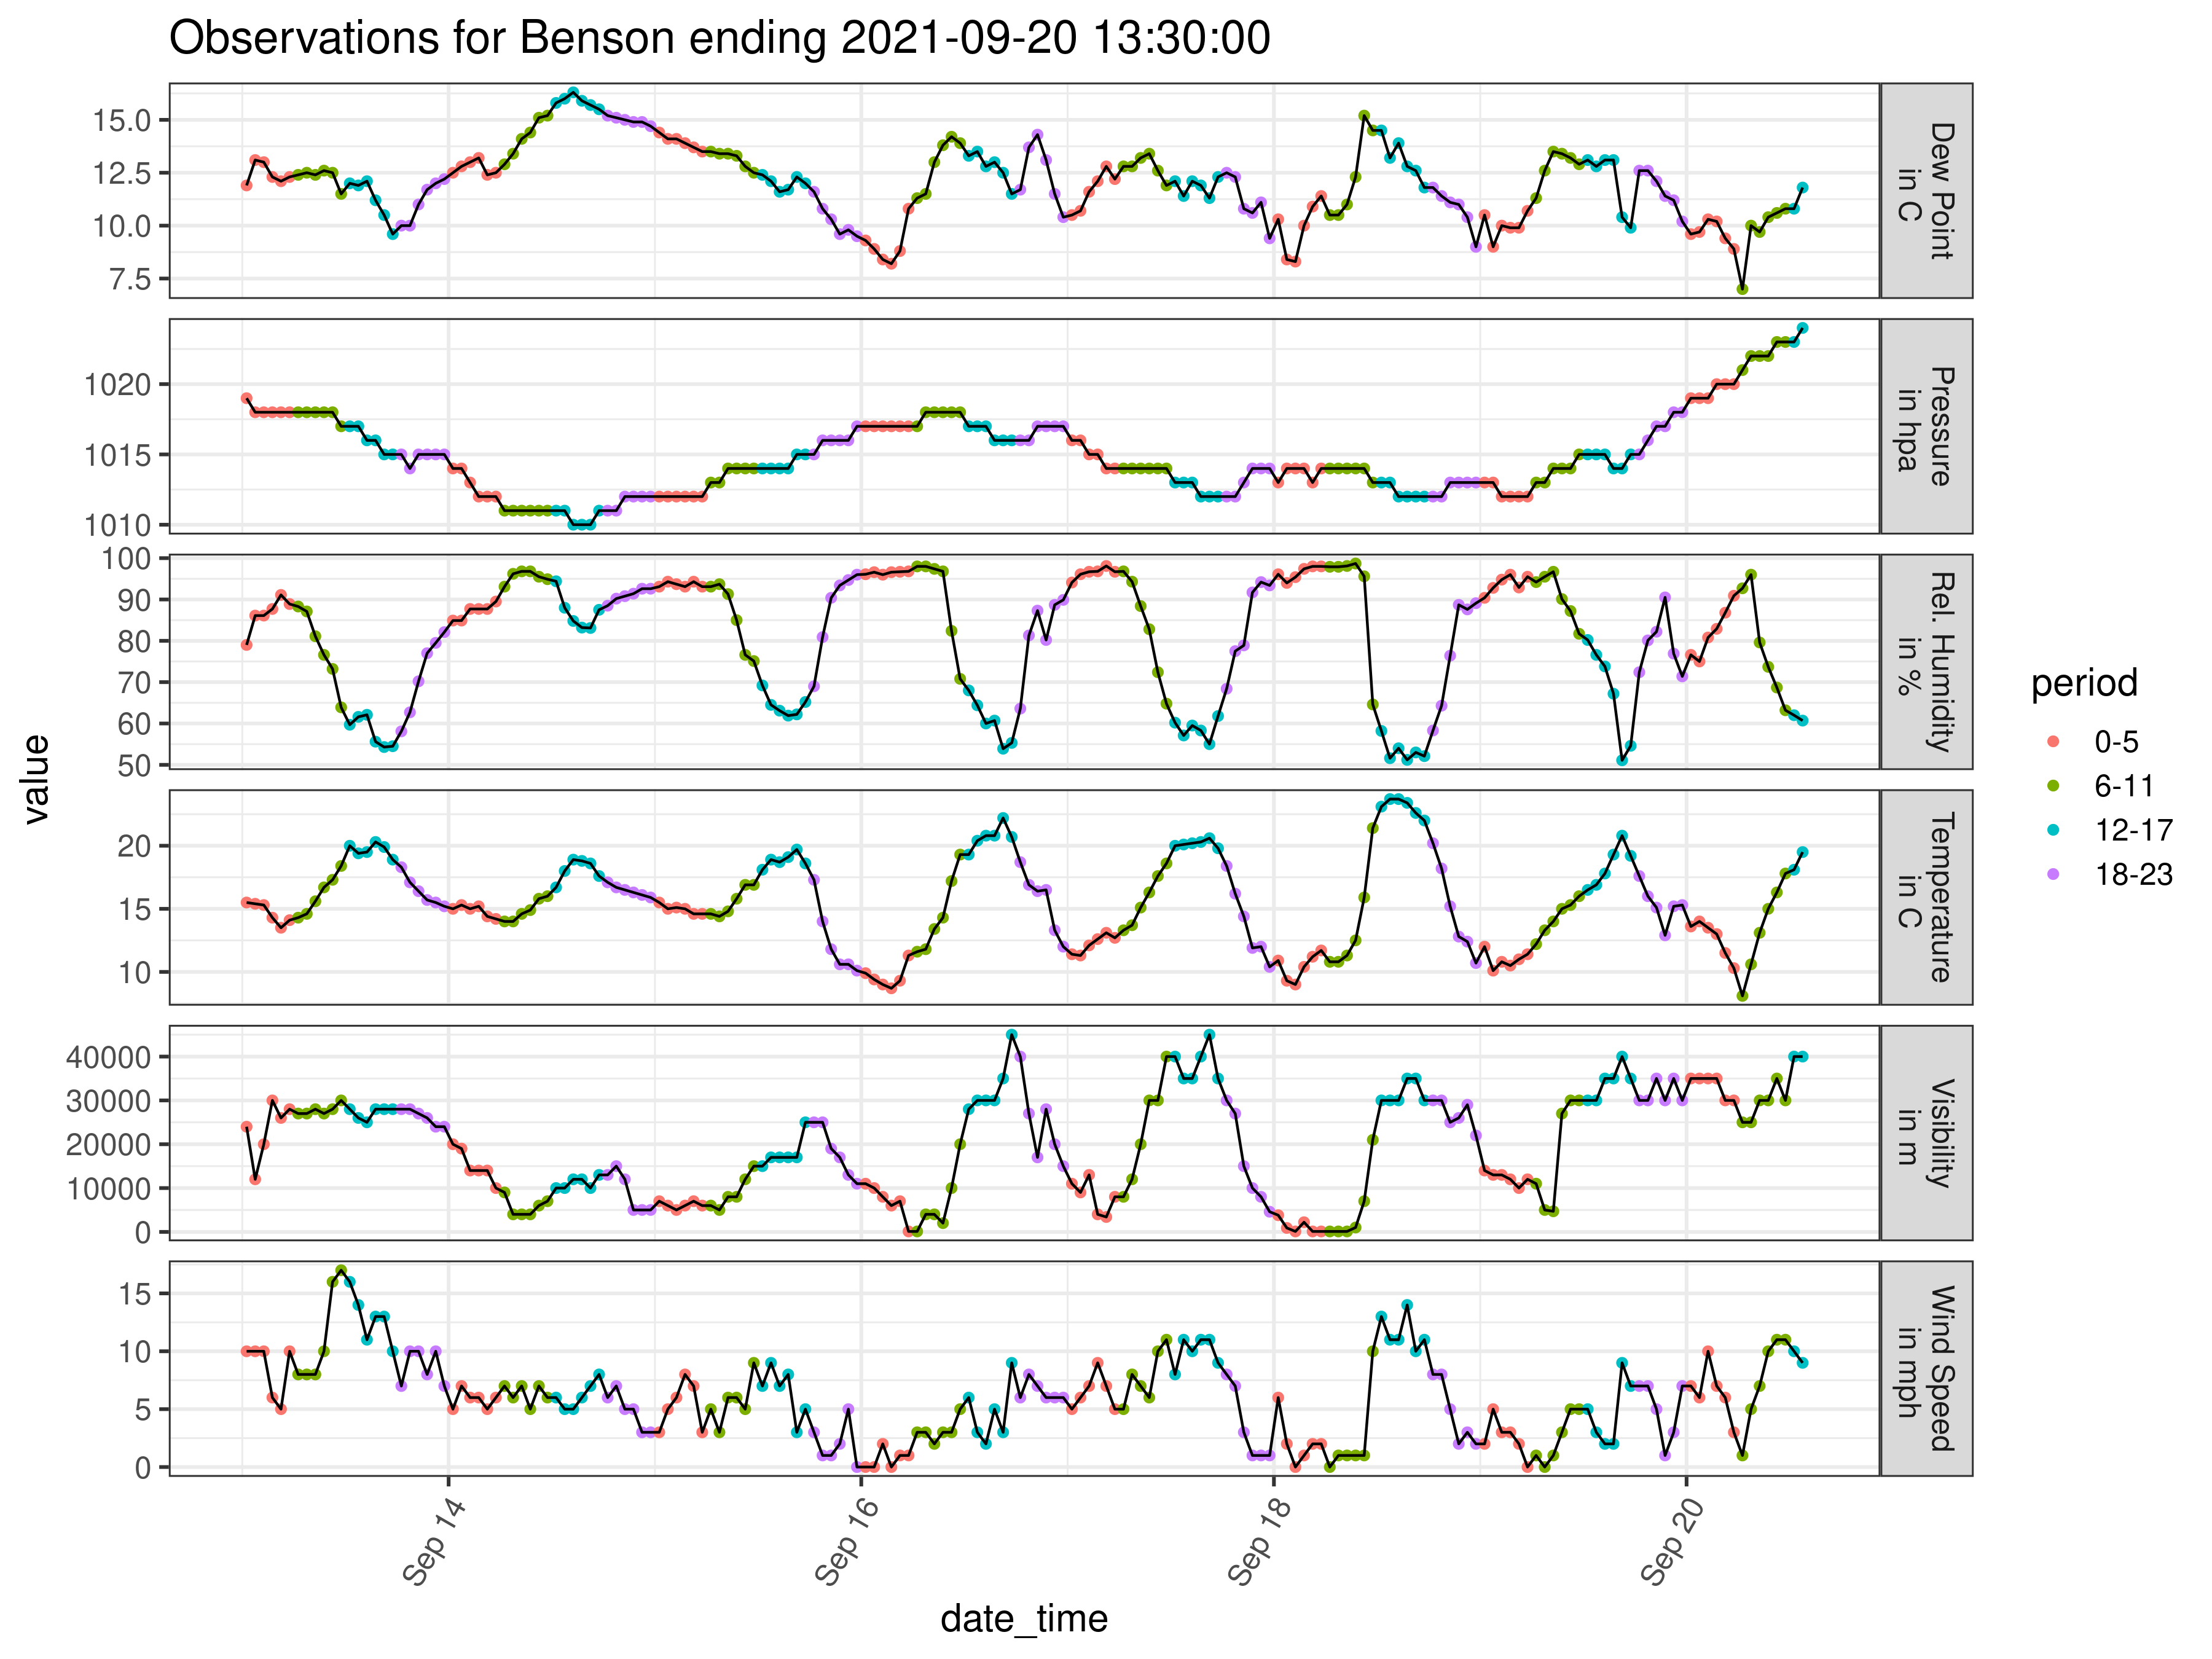 Observations for Benson ending 2021-09-20 13:30:00
value
15.0
12.5
10.0
7.5
Dew Point
in C
1020
1015
1010
Pressure
in hpa
100
90
80
70
60
50
Rel. Humidity
in %
20
15
10
Temperature
in C
40000
30000
20000
10000
0
Visibility
in m
15
10
5
0
Wind Speed
in mph
Sep 14
Sep 16
Sep 18
Sep 20
date_time
period
0-5
6-11
12-17
18-23